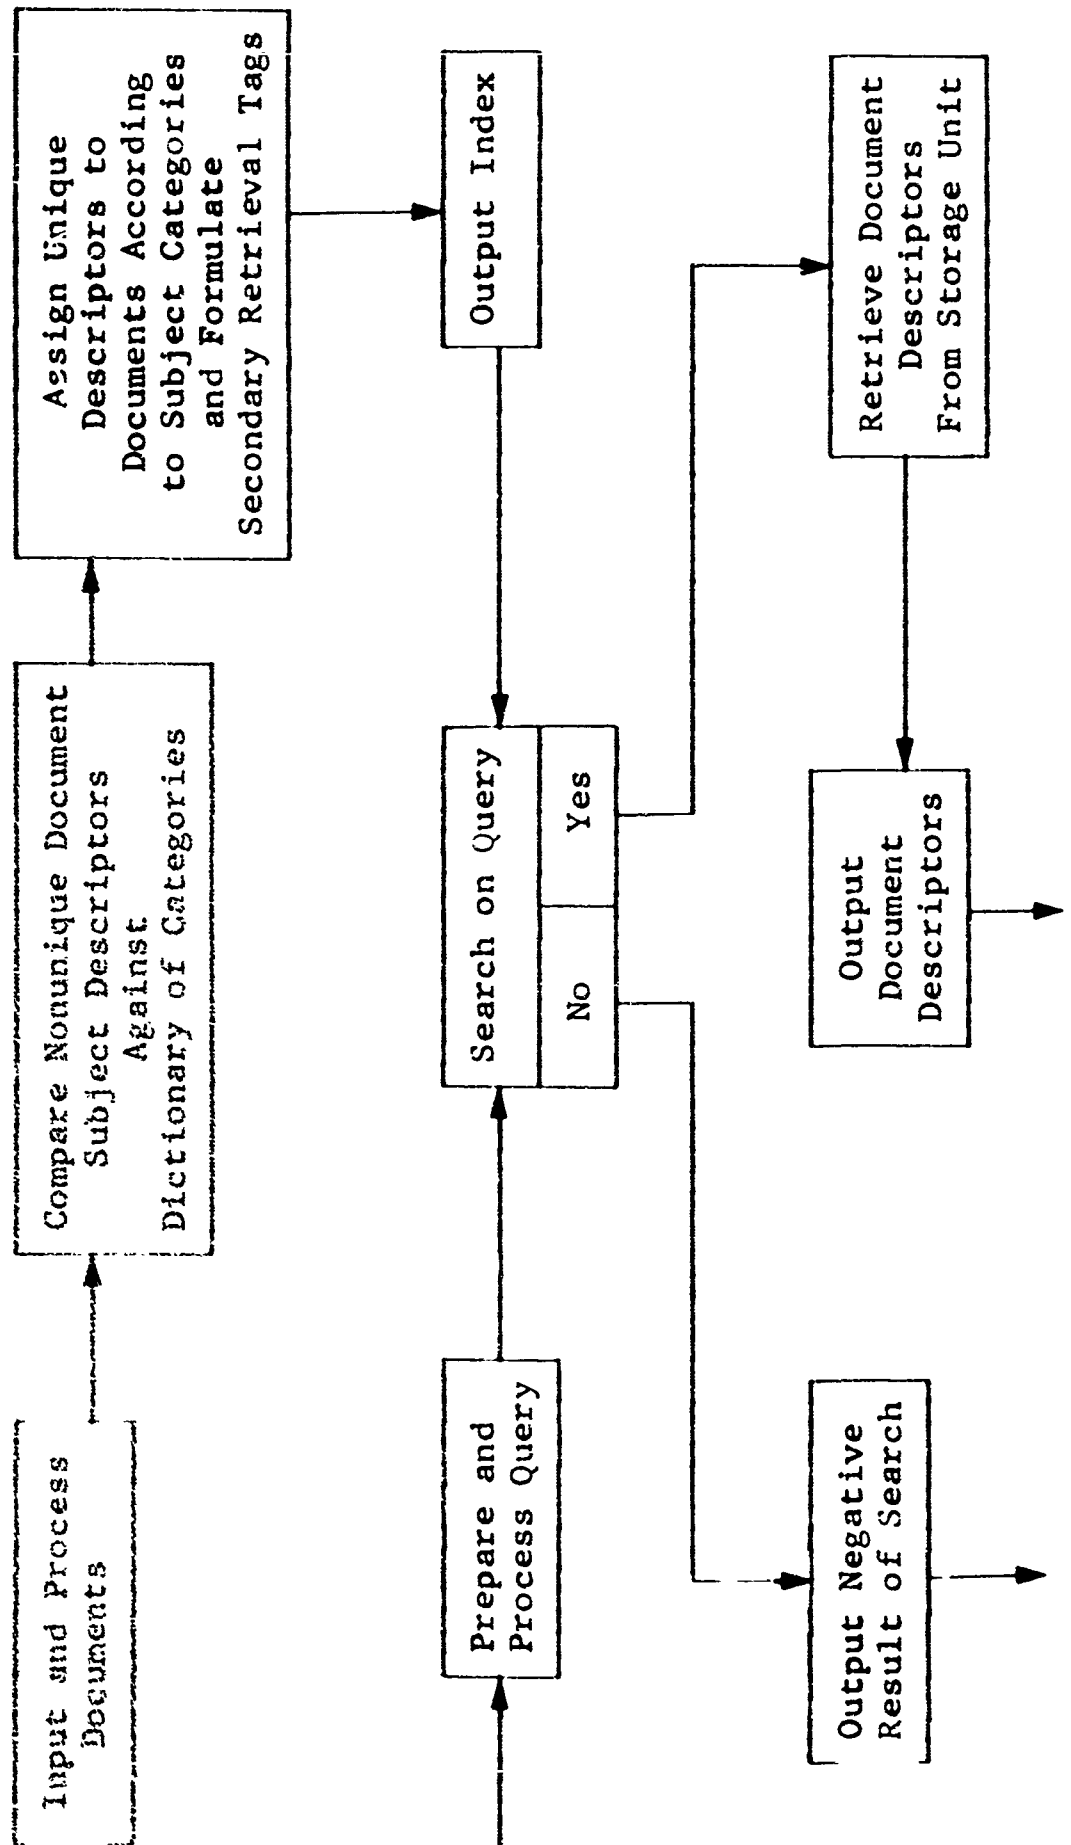 Input and Process
Documents
Compare Nonunique Document
Subject Descriptors
Against
Dictionary of Categories
Assign Unique
Descriptors to
Documents According
to Subject Categories
and Formulate
Secondary Retrieval Tags
Prepare and
Process Query
Search on Query
No
Yes
Output Index
Output Negative
Result of Search
Output
Document
Descriptors
Retrieve Document
Descriptors
From Storage Unit